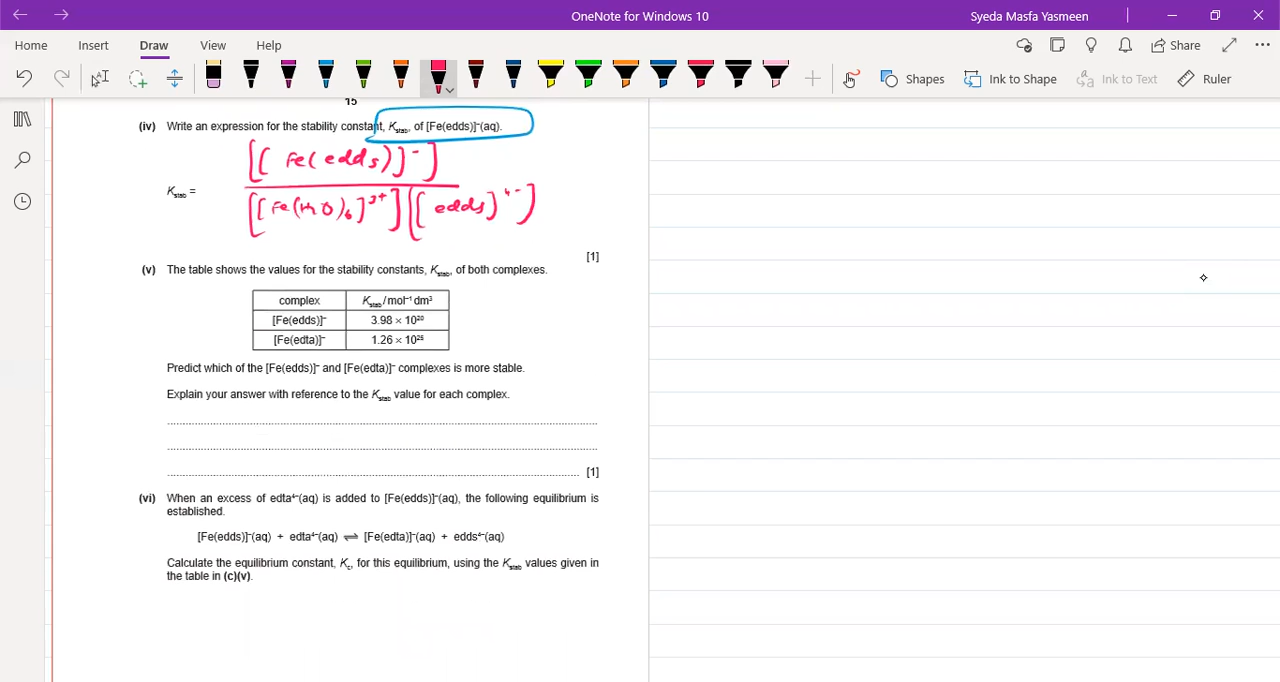 OneNote for Windows 10
Syeda Masfa Yasmeen
Home Insert Draw View Help
Share
Shapes Ink to Shape Ink to Text Ruler
15
(iv) Write an expression for the stability constant, Kstab, of [Fe(edds)]⁻(aq).
[[Fe(edds)]⁻]
Kstab =
[[Fe(H₂O)₆]³⁺][[edds]⁴⁻]
[1]
(v) The table shows the values for the stability constants, Kstab, of both complexes.
complex Kstab / mol⁻¹ dm³
[Fe(edds)]⁻ 3.98 × 10²⁰
[Fe(edta)]⁻ 1.26 × 10²⁵
Predict which of the [Fe(edds)]⁻ and [Fe(edta)]⁻ complexes is more stable.
Explain your answer with reference to the Kstab value for each complex.
[1]
(vi) When an excess of edta⁴⁻(aq) is added to [Fe(edds)]⁻(aq), the following equilibrium is
established.
[Fe(edds)]⁻(aq) + edta⁴⁻(aq) ⇌ [Fe(edta)]⁻(aq) + edds⁴⁻(aq)
Calculate the equilibrium constant, Kc, for this equilibrium, using the Kstab values given in
the table in (c)(v).